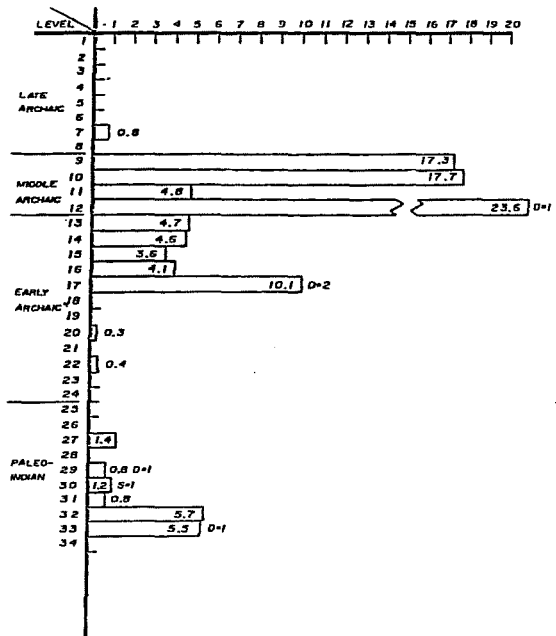 LEVEL - 1 2 3 4 5 6 7 8 9 10 11 12 13 14 15 16 17 18 19 20
1
2
3
LATE 4
ARCHAIC 5
6
7 0.8
8
9 17.3
10 17.7
MIDDLE 11 4.8
ARCHAIC 12 23.6 D=1
13 4.7
14 4.6
15 3.6
16 4.1
EARLY 17 10.1 D=2
ARCHAIC 18
19
20 0.3
21
22 0.4
23
24
25
26
27 1.4
28
PALEO- 29 0.8 D=1
INDIAN 30 1.2 S=1
31 0.8
32 5.7
33 5.5 D=1
34